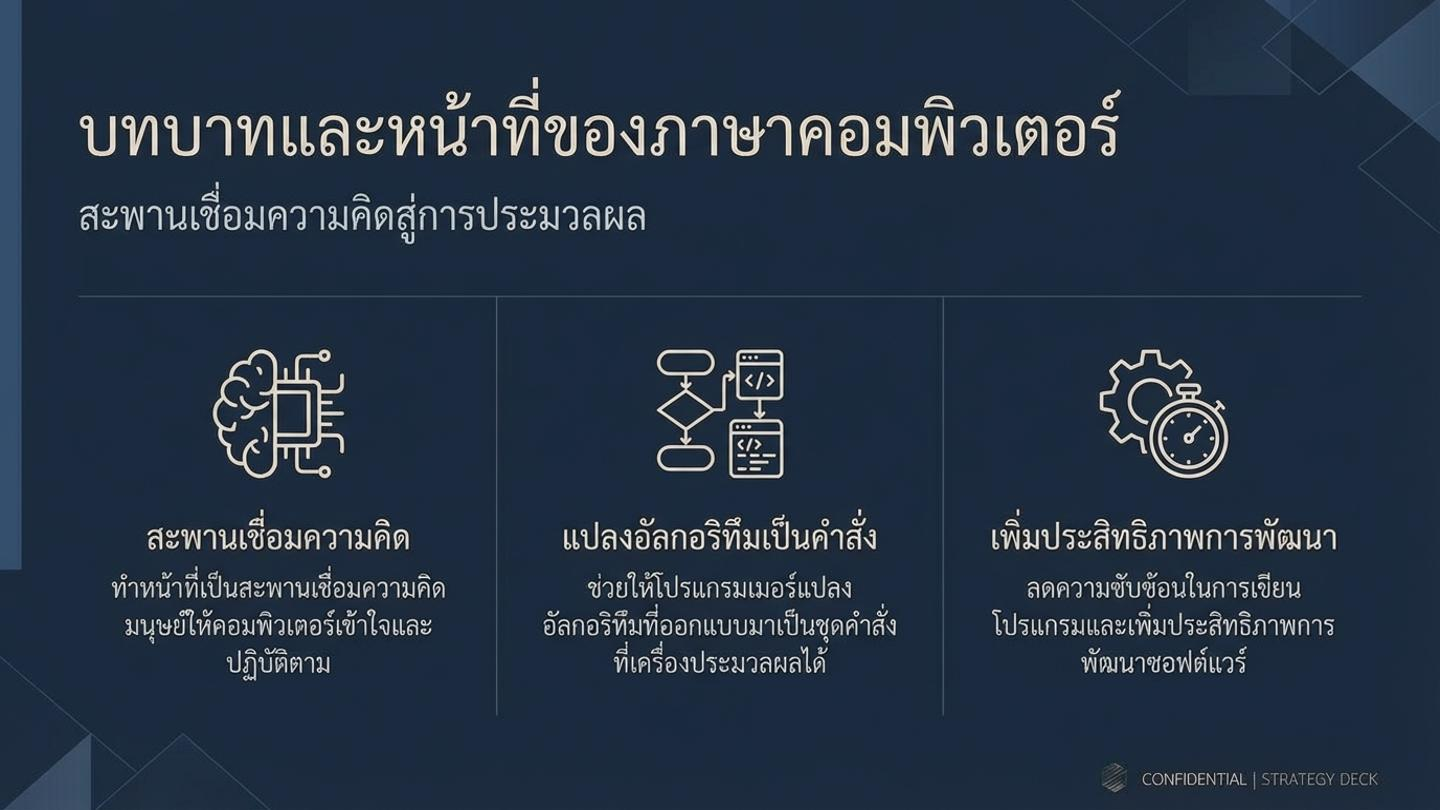 บทบาทและหน้าที่ของภาษาคอมพิวเตอร์
สะพานเชื่อมความคิดสู่การประมวลผล
สะพานเชื่อมความคิด
ทำหน้าที่เป็นสะพานเชื่อมความคิด
มนุษย์ให้คอมพิวเตอร์เข้าใจและ
ปฏิบัติตาม
แปลงอัลกอริทึมเป็นคำสั่ง
ช่วยให้โปรแกรมเมอร์แปลง
อัลกอริทึมที่ออกแบบมาเป็นชุดคำสั่ง
ที่เครื่องประมวลผลได้
เพิ่มประสิทธิภาพการพัฒนา
ลดความซับซ้อนในการเขียน
โปรแกรมและเพิ่มประสิทธิภาพการ
พัฒนาซอฟต์แวร์
CONFIDENTIAL | STRATEGY DECK